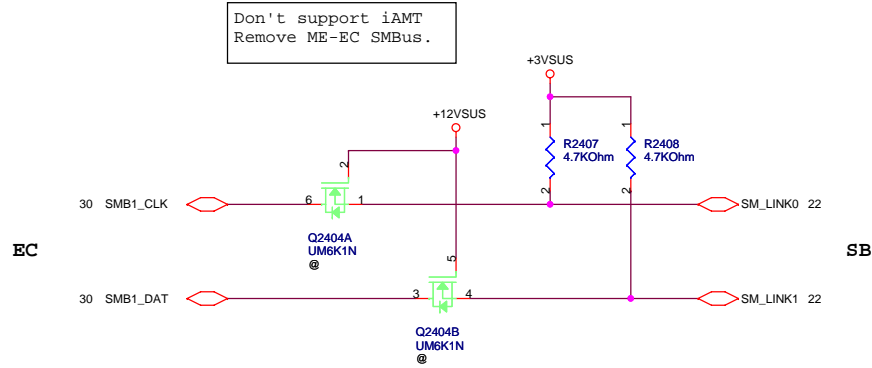 Don't support iAMT
Remove ME-EC SMBus.
+3VSUS
+12VSUS
1
1
R2407
4.7KOhm
R2408
4.7KOhm
2
2
2
30 SMB1_CLK
6
1
SM_LINK0 22
Q2404A
UM6K1N
@
EC
SB
5
30 SMB1_DAT
3
4
SM_LINK1 22
Q2404B
UM6K1N
@